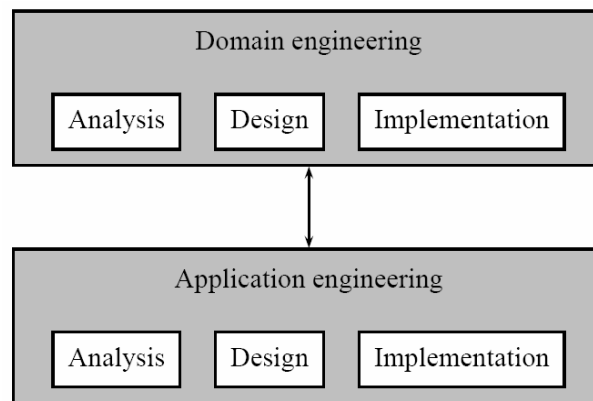 Domain engineering
Analysis Design Implementation
Application engineering
Analysis Design Implementation